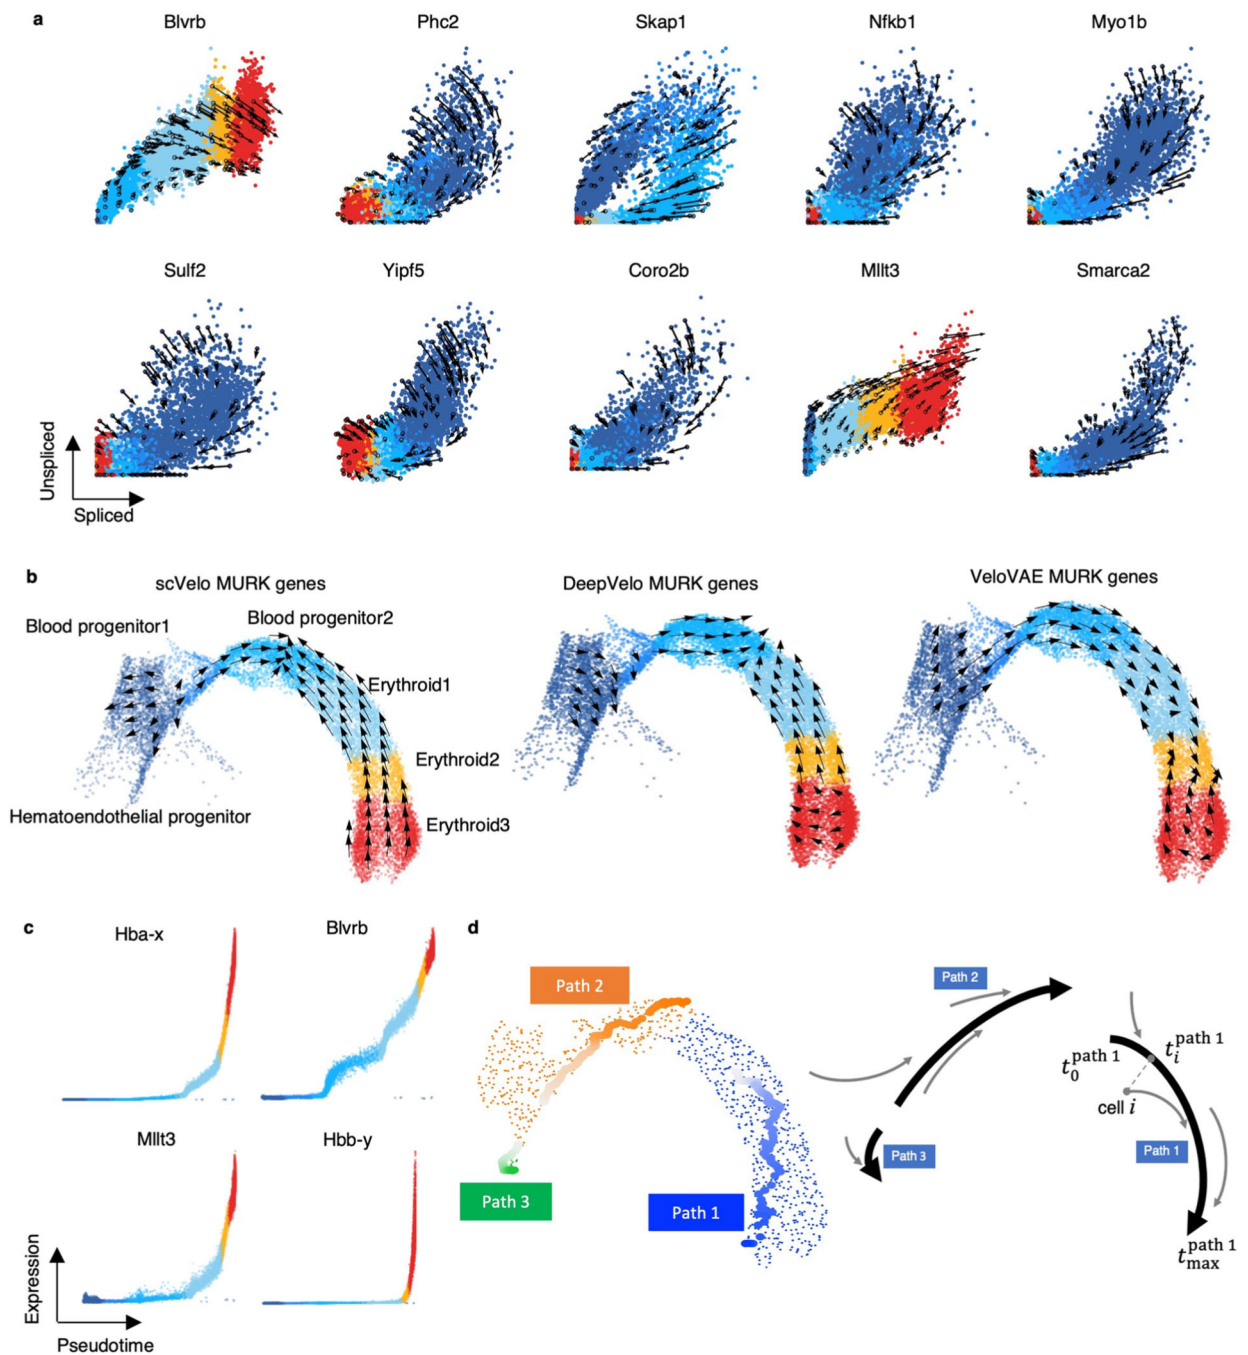 a
Blvrb
Phc2
Skap1
Nfkb1
Myo1b
Sulf2
Yipf5
Coro2b
Mllt3
Smarca2
Unspliced
Spliced
b
scVelo MURK genes
DeepVelo MURK genes
VeloVAE MURK genes
Blood progenitor1
Blood progenitor2
Erythroid1
Erythroid2
Hematoendothelial progenitor
Erythroid3
c
Hba-x
Blvrb
Mllt3
Hbb-y
Expression
Pseudotime
d
Path 2
Path 3
Path 1
Path 2
Path 3
Path 1
t_0^path 1
t_i^path 1
cell i
t_max^path 1